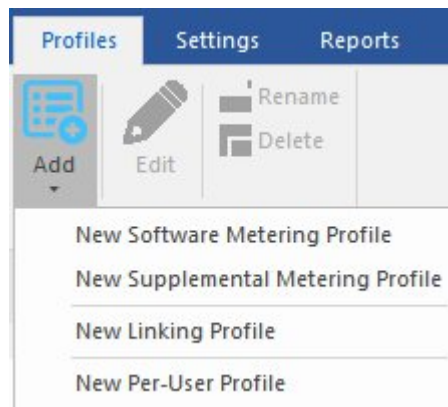 Profiles Settings Reports
Rename
Delete
Add Edit
New Software Metering Profile
New Supplemental Metering Profile
New Linking Profile
New Per-User Profile